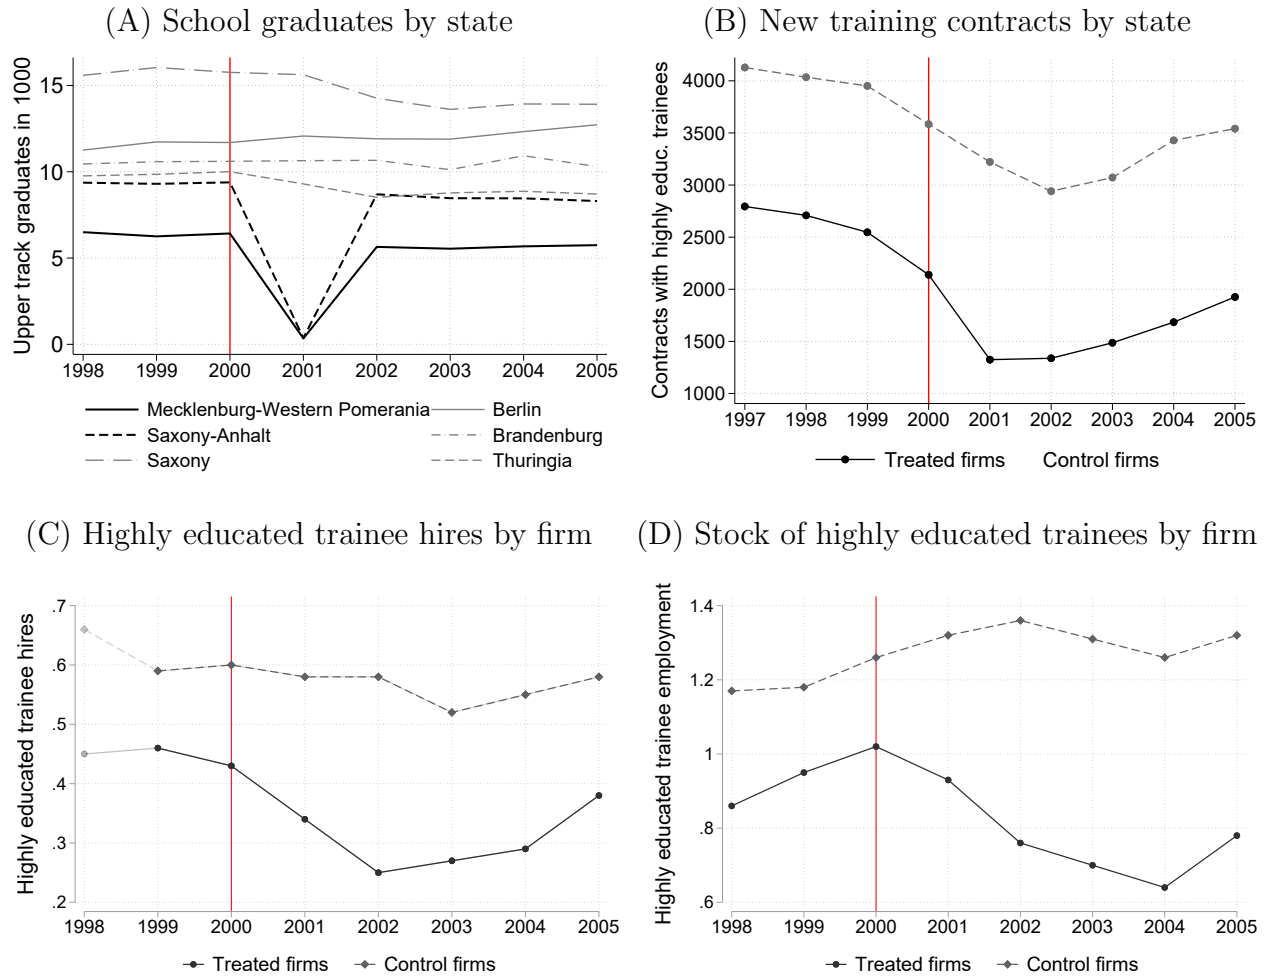 (A) School graduates by state
Upper track graduates in 1000
15
10
5
0
1998 1999 2000 2001 2002 2003 2004 2005
Mecklenburg-Western Pomerania Berlin
Saxony-Anhalt Brandenburg
Saxony Thuringia
(B) New training contracts by state
Contracts with highly educ. trainees
4000
3500
3000
2500
2000
1500
1000
1997 1998 1999 2000 2001 2002 2003 2004 2005
Treated firms Control firms
(C) Highly educated trainee hires by firm
Highly educated trainee hires
.7
.6
.5
.4
.3
.2
1998 1999 2000 2001 2002 2003 2004 2005
Treated firms Control firms
(D) Stock of highly educated trainees by firm
Highly educated trainee employment
1.4
1.2
1
.8
.6
1998 1999 2000 2001 2002 2003 2004 2005
Treated firms Control firms